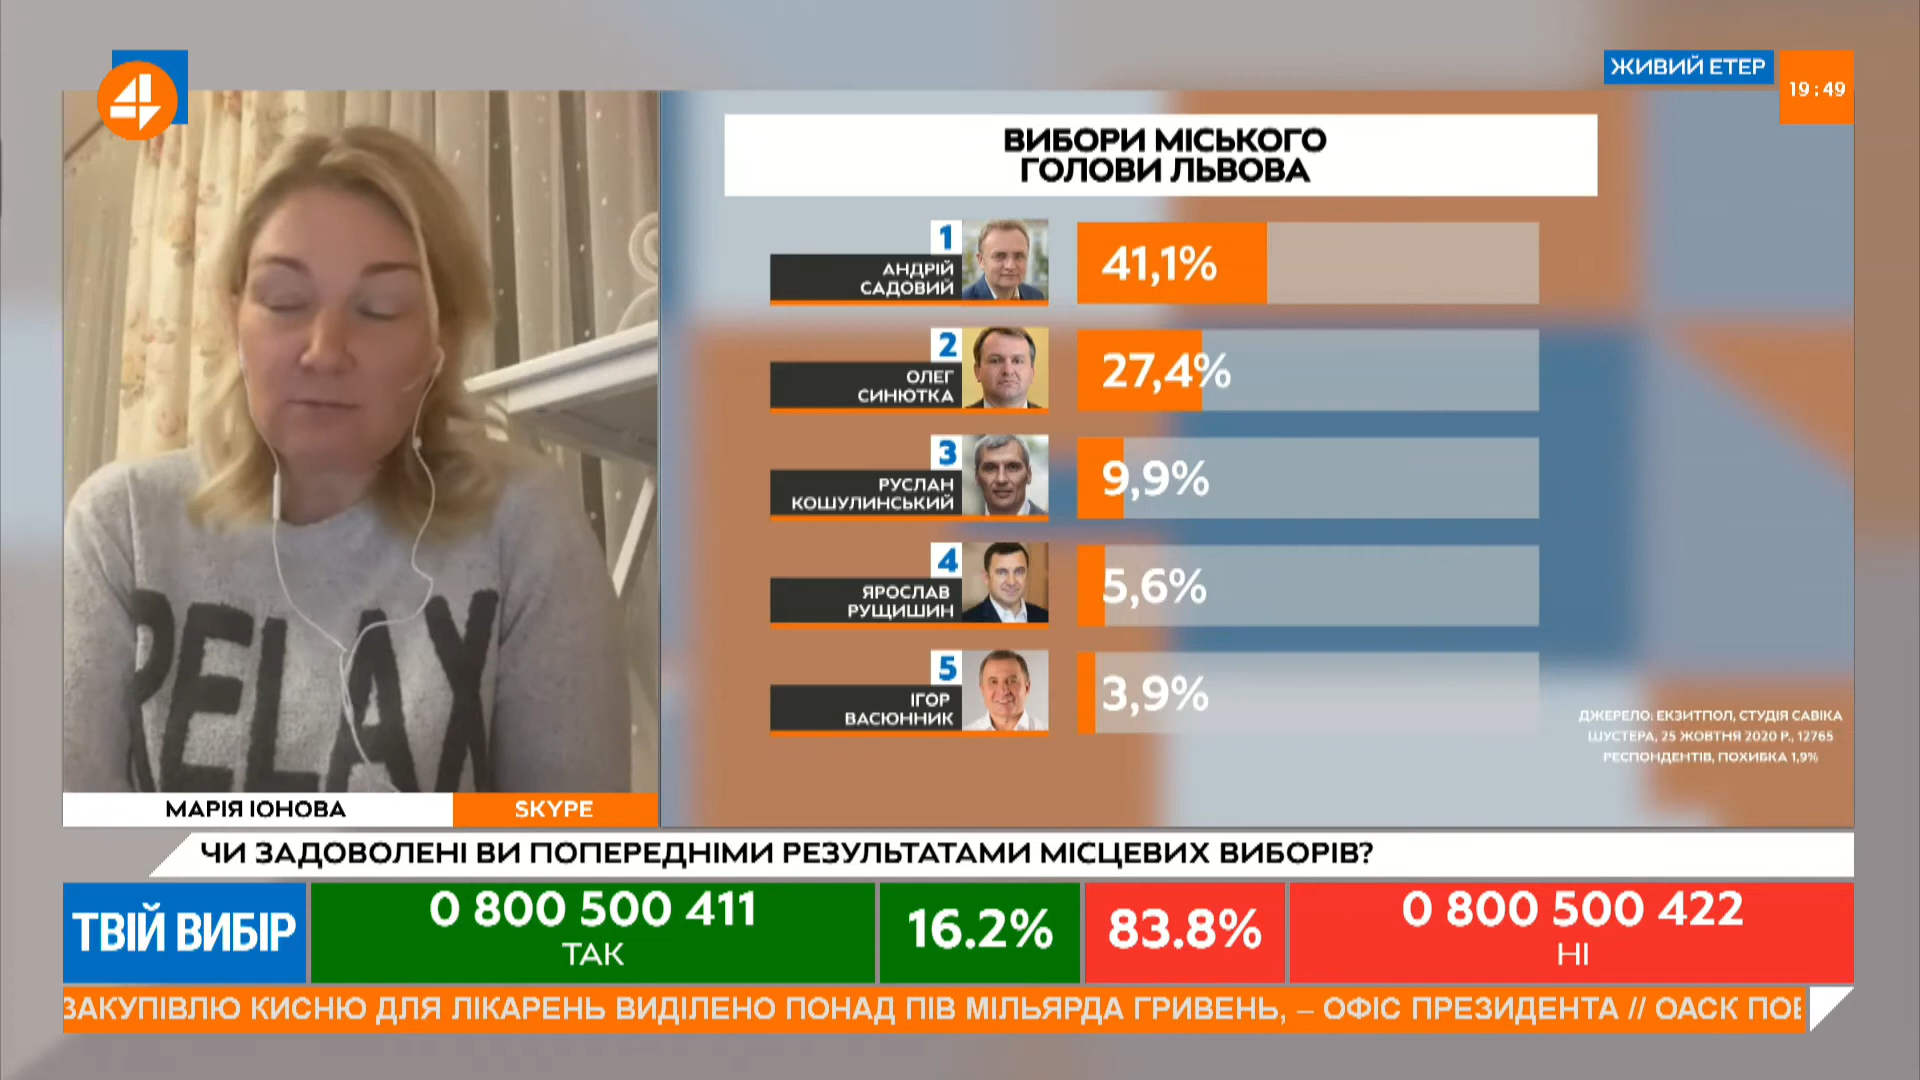 4
ЖИВИЙ ЕТЕР
19:49
ВИБОРИ МІСЬКОГО
ГОЛОВИ ЛЬВОВА
1
АНДРІЙ
САДОВИЙ
41,1%
2
ОЛЕГ
СИНЮТКА
27,4%
3
РУСЛАН
КОШУЛИНСЬКИЙ
9,9%
4
ЯРОСЛАВ
РУЩИШИН
5,6%
5
ІГОР
ВАСЮННИК
3,9%
ДЖЕРЕЛО: ЕКЗИТПОЛ, СТУДІЯ САВІКА
ШУСТЕРА, 25 ЖОВТНЯ 2020 Р., 12765
РЕСПОНДЕНТІВ, ПОХИБКА 1,9%
RELAX
МАРІЯ ІОНОВА
SKYPE
ЧИ ЗАДОВОЛЕНІ ВИ ПОПЕРЕДНІМИ РЕЗУЛЬТАТАМИ МІСЦЕВИХ ВИБОРІВ?
ТВІЙ ВИБІР
0 800 500 411
ТАК
16.2%
83.8%
0 800 500 422
НІ
ЗАКУПІВЛЮ КИСНЮ ДЛЯ ЛІКАРЕНЬ ВИДІЛЕНО ПОНАД ПІВ МІЛЬЯРДА ГРИВЕНЬ, – ОФІС ПРЕЗИДЕНТА // ОАСК ПОВ